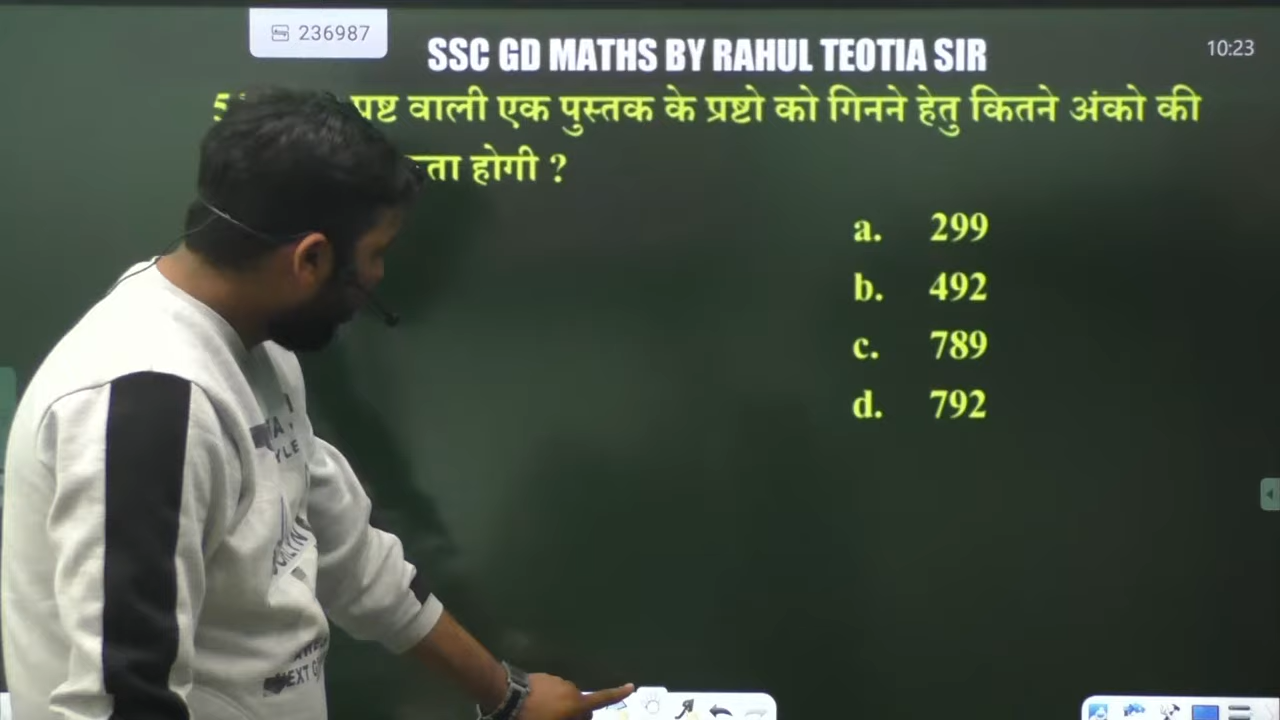 236987
SSC GD MATHS BY RAHUL TEOTIA SIR
10:23
प्रष्ट वाली एक पुस्तक के प्रष्टो को गिनने हेतु कितने अंको की
होगी ?
a. 299
b. 492
c. 789
d. 792